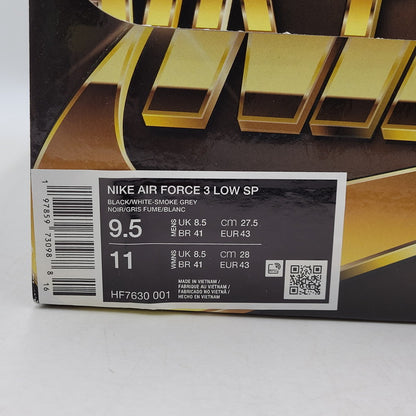 NIKE AIR FORCE 3 LOW SP
BLACK/WHITE-SMOKE GREY
NOIR/GRIS FUME/BLANC
9.5 MENS UK 8.5 CM 27.5
BR 41 EUR 43
11 WMNS UK 8.5 CM 28
BR 41 EUR 43
HF7630 001
MADE IN VIETNAM /
FABRIQUE AU VIETNAM /
FABRICADO NO VIETNAM /
HECHO EN VIETNAM
1 97859 73098 8 16